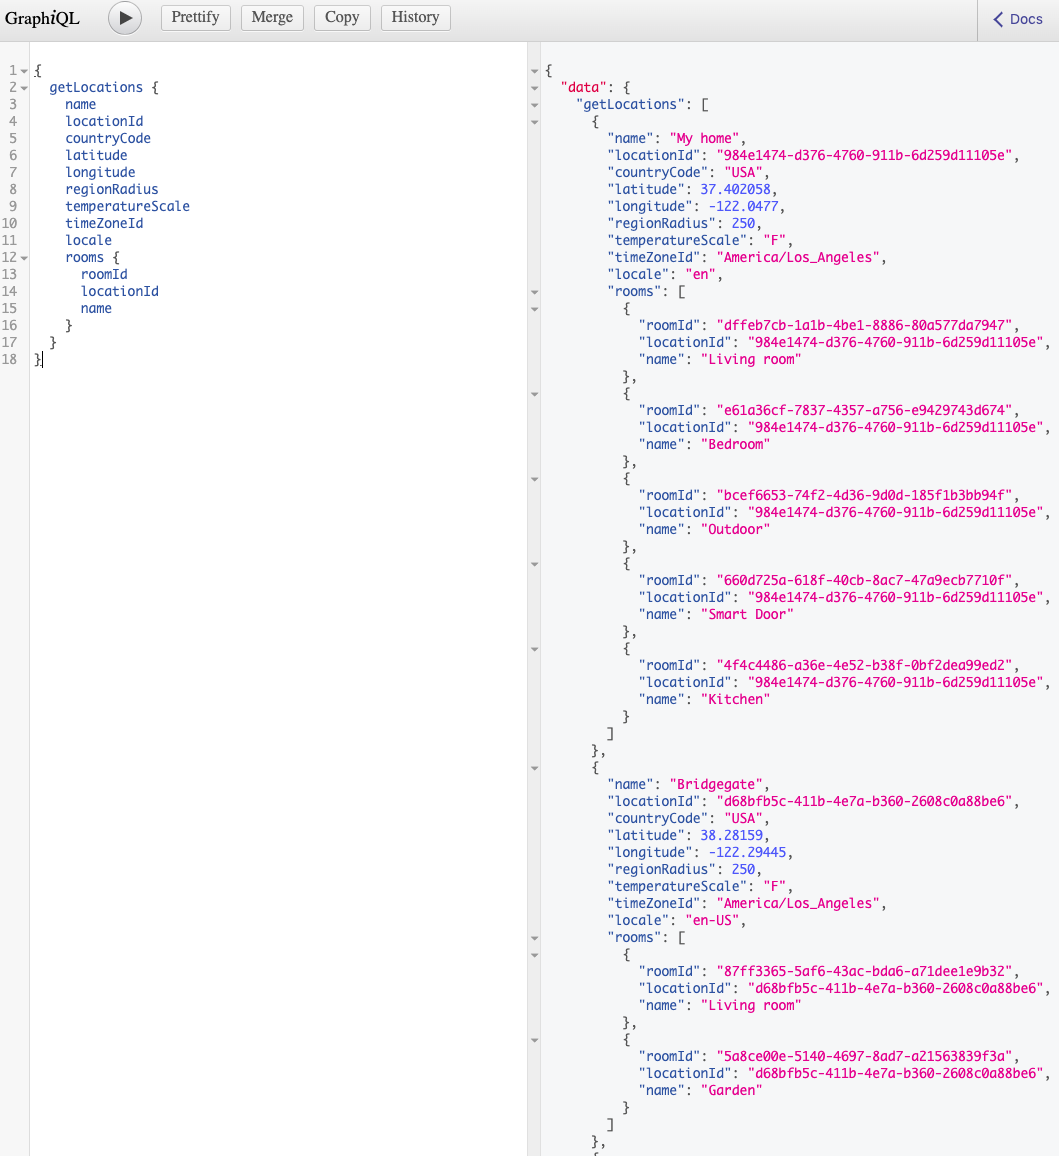 GraphiQL Prettify Merge Copy History Docs
1 {
2 getLocations {
3 name
4 locationId
5 countryCode
6 latitude
7 longitude
8 regionRadius
9 temperatureScale
10 timeZoneId
11 locale
12 rooms {
13 roomId
14 locationId
15 name
16 }
17 }
18 }
{
"data": {
"getLocations": [
{
"name": "My home",
"locationId": "984e1474-d376-4760-911b-6d259d11105e",
"countryCode": "USA",
"latitude": 37.402058,
"longitude": -122.0477,
"regionRadius": 250,
"temperatureScale": "F",
"timeZoneId": "America/Los_Angeles",
"locale": "en",
"rooms": [
{
"roomId": "dffeb7cb-1a1b-4be1-8886-80a577da7947",
"locationId": "984e1474-d376-4760-911b-6d259d11105e",
"name": "Living room"
},
{
"roomId": "e61a36cf-7837-4357-a756-e9429743d674",
"locationId": "984e1474-d376-4760-911b-6d259d11105e",
"name": "Bedroom"
},
{
"roomId": "bcef6653-74f2-4d36-9d0d-185f1b3bb94f",
"locationId": "984e1474-d376-4760-911b-6d259d11105e",
"name": "Outdoor"
},
{
"roomId": "660d725a-618f-40cb-8ac7-47a9ecb7710f",
"locationId": "984e1474-d376-4760-911b-6d259d11105e",
"name": "Smart Door"
},
{
"roomId": "4f4c4486-a36e-4e52-b38f-0bf2dea99ed2",
"locationId": "984e1474-d376-4760-911b-6d259d11105e",
"name": "Kitchen"
}
]
},
{
"name": "Bridgegate",
"locationId": "d68bfb5c-411b-4e7a-b360-2608c0a88be6",
"countryCode": "USA",
"latitude": 38.28159,
"longitude": -122.29445,
"regionRadius": 250,
"temperatureScale": "F",
"timeZoneId": "America/Los_Angeles",
"locale": "en-US",
"rooms": [
{
"roomId": "87ff3365-5af6-43ac-bda6-a71dee1e9b32",
"locationId": "d68bfb5c-411b-4e7a-b360-2608c0a88be6",
"name": "Living room"
},
{
"roomId": "5a8ce00e-5140-4697-8ad7-a21563839f3a",
"locationId": "d68bfb5c-411b-4e7a-b360-2608c0a88be6",
"name": "Garden"
}
]
},